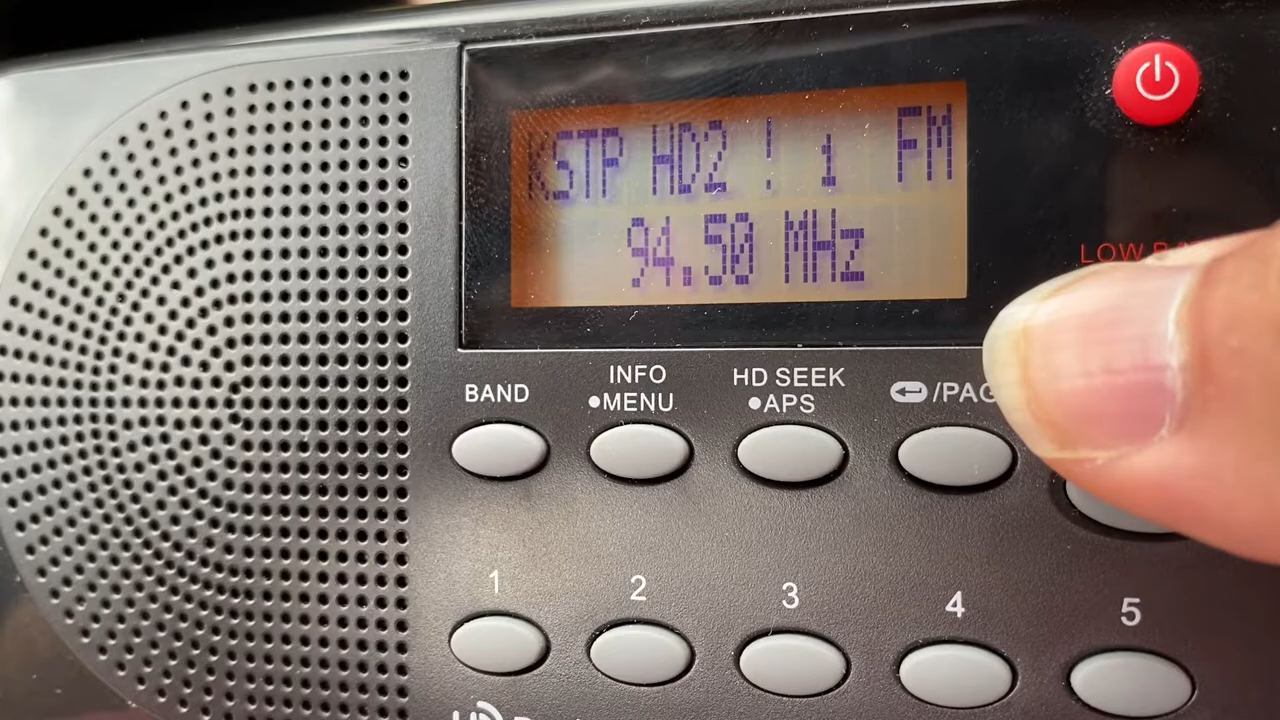 KSTP HD2 ! 1 FM
94.50 MHz
LOW
BAND
INFO
●MENU
HD SEEK
●APS
/PAG
1 2 3 4 5